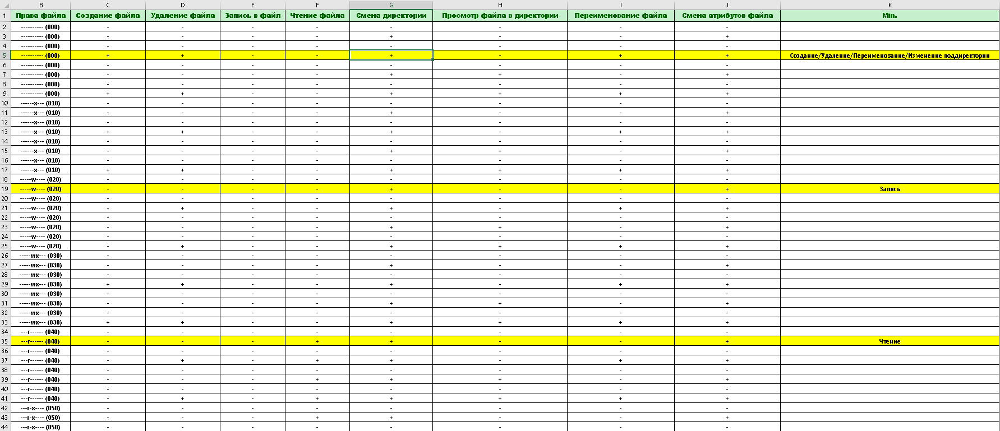 B C D E F G H I J K
1 Права файла Создание файла Удаление файла Запись в файл Чтение файла Смена директории Просмотр файла в директории Переименование файла Смена атрибутов файла Min.
2 ---------- (000) - - - - - - - -
3 ---------- (000) - - - - + - - +
4 ---------- (000) - - - - - - - -
5 ---------- (000) + + - - + - + + Создание/Удаление/Переименование/Изменение поддиректории
6 ---------- (000) - - - - - - - -
7 ---------- (000) - - - - + + - +
8 ---------- (000) - - - - - - - -
9 ---------- (000) + + - - + + + +
10 ------x--- (010) - - - - - - - -
11 ------x--- (010) - - - - + - - +
12 ------x--- (010) - - - - - - - -
13 ------x--- (010) + + - - + - + +
14 ------x--- (010) - - - - - - - -
15 ------x--- (010) - - - - + + - +
16 ------x--- (010) - - - - - - - -
17 ------x--- (010) + + - - + + + +
18 -----w---- (020) - - - - - - - -
19 -----w---- (020) - - - - + - - + Запись
20 -----w---- (020) - - - - - - - -
21 -----w---- (020) - + - - + - + +
22 -----w---- (020) - - - - - - - -
23 -----w---- (020) - - - - + + - +
24 -----w---- (020) - - - - - - - -
25 -----w---- (020) - + - - + + + +
26 -----wx--- (030) - - - - - - - -
27 -----wx--- (030) - - - - + - - +
28 -----wx--- (030) - - - - - - - -
29 -----wx--- (030) + + - - + - + +
30 -----wx--- (030) - - - - - - - -
31 -----wx--- (030) - - - - + + - +
32 -----wx--- (030) - - - - - - - -
33 -----wx--- (030) + + - - + + + +
34 ---r------ (040) - - - - - - - -
35 ---r------ (040) - - - + + - - + Чтение
36 ---r------ (040) - - - - - - - -
37 ---r------ (040) - + - + + - + +
38 ---r------ (040) - - - - - - - -
39 ---r------ (040) - - - + + + - +
40 ---r------ (040) - - - - - - - -
41 ---r------ (040) - + - + + + + +
42 ---r-x---- (050) - - - - - - - -
43 ---r-x---- (050) - - - + + - - +
44 ---r-x---- (050) - - - - - - - -